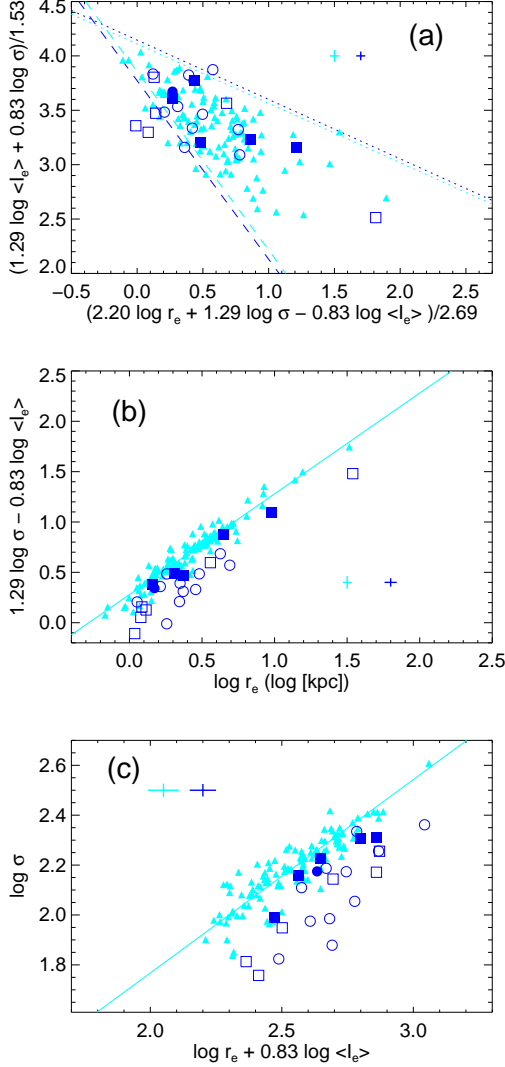 (a)
(1.29 log <I_e> + 0.83 log σ)/1.53
4.5
4.0
3.5
3.0
2.5
2.0
−0.5 0.0 0.5 1.0 1.5 2.0 2.5
(2.20 log r_e + 1.29 log σ − 0.83 log <I_e> )/2.69
(b)
1.29 log σ − 0.83 log <I_e>
2.5
2.0
1.5
1.0
0.5
0.0
0.0 0.5 1.0 1.5 2.0 2.5
log r_e (log [kpc])
(c)
log σ
2.6
2.4
2.2
2.0
1.8
2.0 2.5 3.0
log r_e + 0.83 log <I_e>